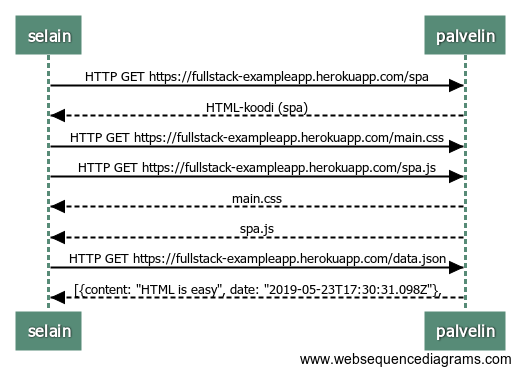 selain
palvelin
HTTP GET https://fullstack-exampleapp.herokuapp.com/spa
HTML-koodi (spa)
HTTP GET https://fullstack-exampleapp.herokuapp.com/main.css
HTTP GET https://fullstack-exampleapp.herokuapp.com/spa.js
main.css
spa.js
HTTP GET https://fullstack-exampleapp.herokuapp.com/data.json
[{content: "HTML is easy", date: "2019-05-23T17:30:31.098Z"},
selain
palvelin
www.websequencediagrams.com